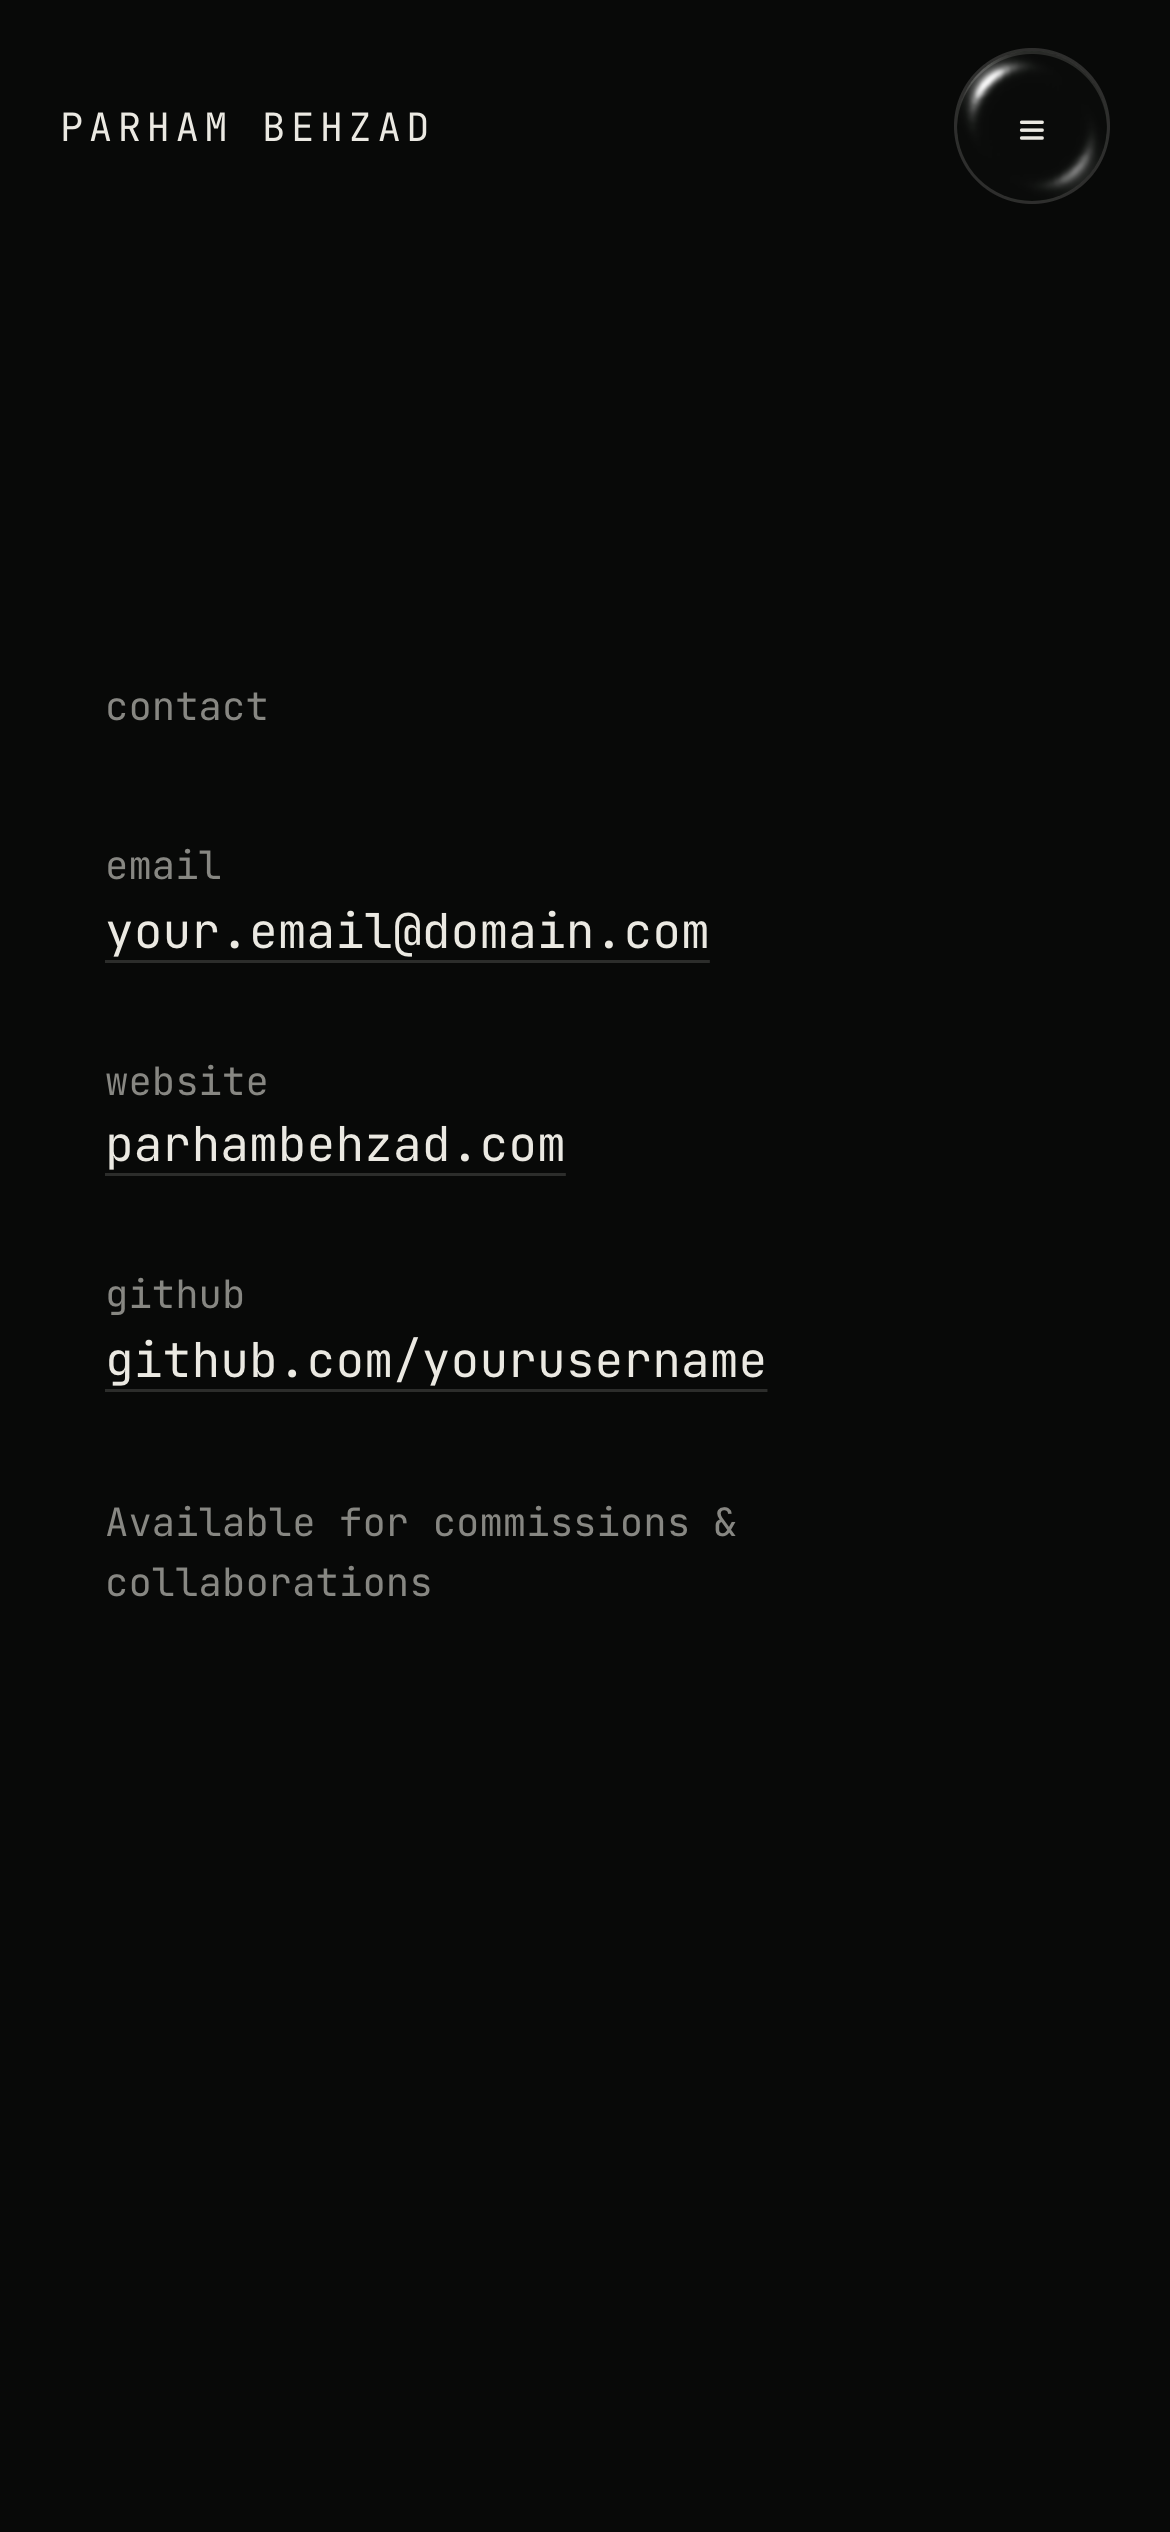 PARHAM BEHZAD
contact
email
your.email@domain.com
website
parhambehzad.com
github
github.com/yourusername
Available for commissions &
collaborations